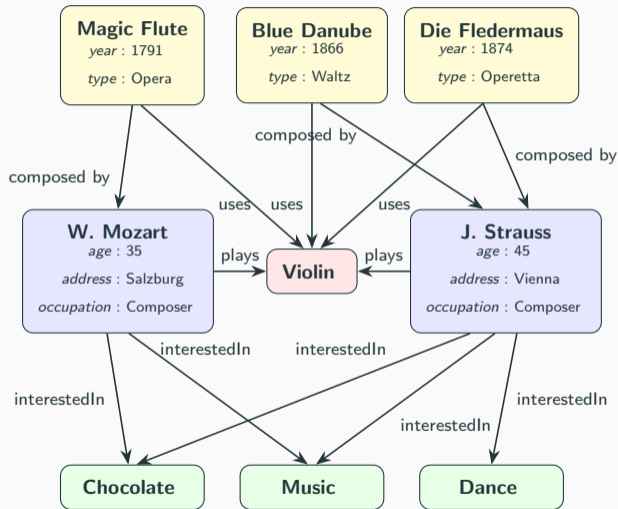 Magic Flute
year : 1791
type : Opera
Blue Danube
year : 1866
type : Waltz
Die Fledermaus
year : 1874
type : Operetta
composed by
composed by
composed by
uses
uses
uses
W. Mozart
age : 35
address : Salzburg
occupation : Composer
plays
Violin
plays
J. Strauss
age : 45
address : Vienna
occupation : Composer
interestedIn
interestedIn
interestedIn
interestedIn
interestedIn
Chocolate
Music
Dance